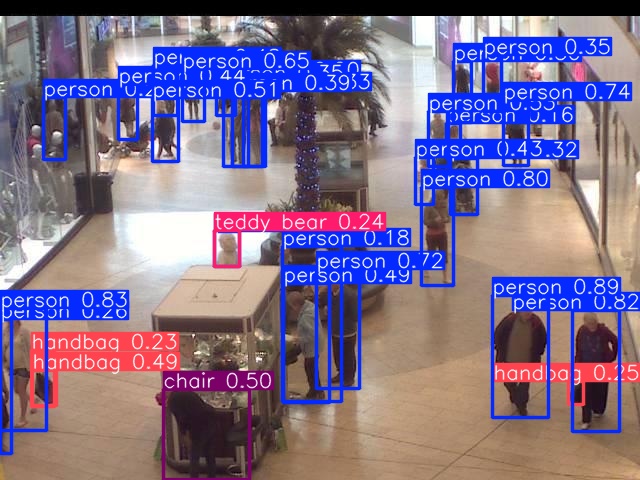 person 0.35
person 0.65
person 0.2
person 0.51
person 0.74
person 0.16
person 0.43
person 0.80
teddy bear 0.24
person 0.18
person 0.72
person 0.49
person 0.89
person 0.82
person 0.83
person 0.26
handbag 0.23
handbag 0.49
handbag 0.25
chair 0.50